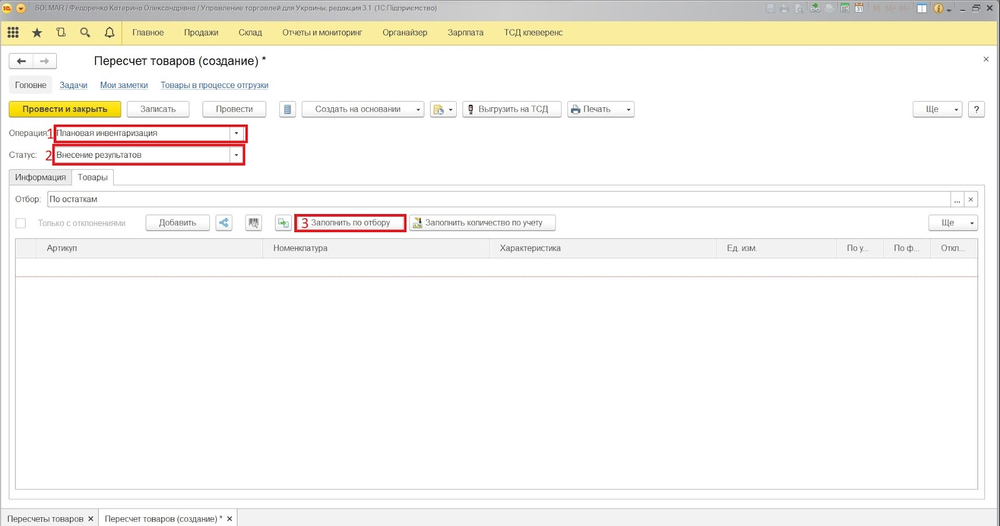 SOLMAR / Федоренко Катерина Олександрівна / Управление торговлей для Украины, редакция 3.1 (1С:Підприємство)
M M+ M-
Главное Продажи Склад Отчеты и мониторинг Органайзер Зарплата ТСД клеверенс
Пересчет товаров (создание) *
Головне Задачи Мои заметки Товары в процессе отгрузки
Провести и закрыть Записать Провести Создать на основании Выгрузить на ТСД Печать Ще ?
Операция: 1 Плановая инвентаризация
Статус: 2 Внесение результатов
Информация Товары
Отбор: По остаткам ... ×
Только с отклонениями Добавить 3 Заполнить по отбору Заполнить количество по учету Ще
Артикул Номенклатура Характеристика Ед. изм. По у... По ф... Откл...
Пересчеты товаров × Пересчет товаров (создание) * ×